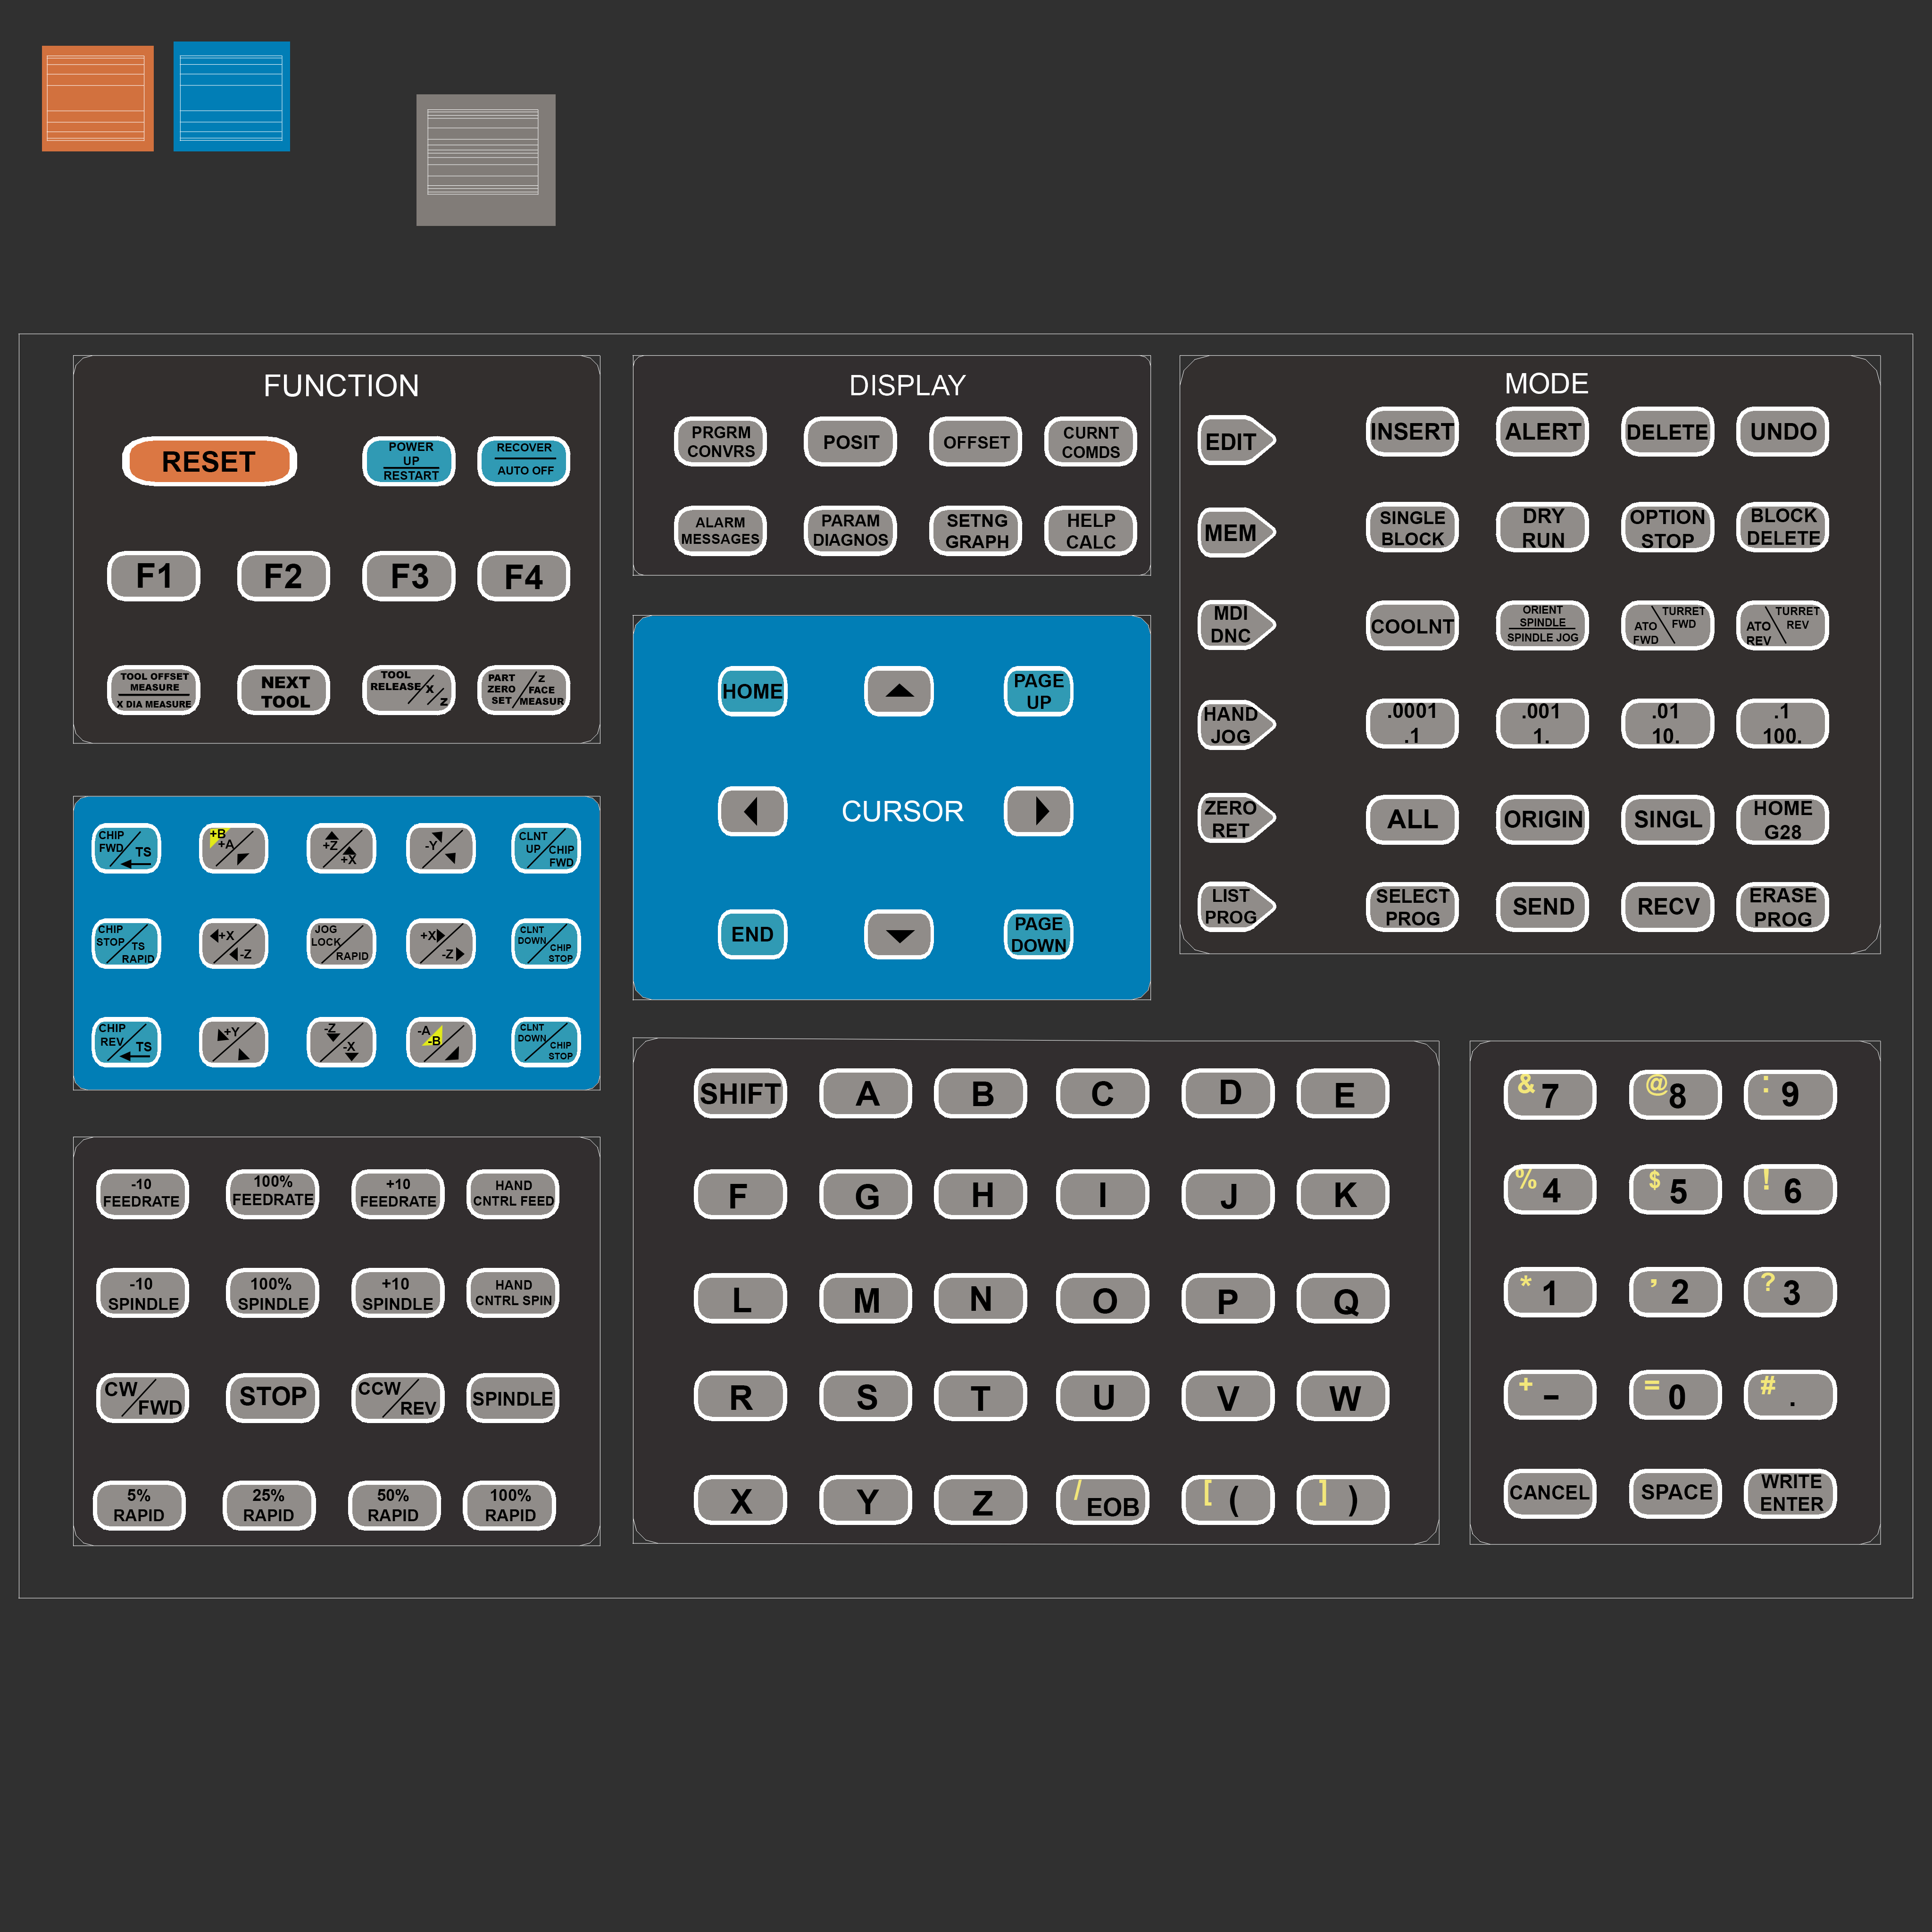 FUNCTION
RESET
POWER
UP
RESTART
RECOVER
AUTO OFF
F1
F2
F3
F4
TOOL OFFSET
MEASURE
X DIA MEASURE
NEXT
TOOL
TOOL
RELEASE
X
Z
PART
ZERO
SET
Z
FACE
MEASUR
DISPLAY
PRGRM
CONVRS
POSIT
OFFSET
CURNT
COMDS
ALARM
MESSAGES
PARAM
DIAGNOS
SETNG
GRAPH
HELP
CALC
MODE
EDIT
INSERT
ALERT
DELETE
UNDO
MEM
SINGLE
BLOCK
DRY
RUN
OPTION
STOP
BLOCK
DELETE
MDI
DNC
COOLNT
ORIENT
SPINDLE
SPINDLE JOG
TURRET
FWD
ATO
FWD
TURRET
REV
ATO
REV
HAND
JOG
.0001
.1
.001
1.
.01
10.
.1
100.
ZERO
RET
ALL
ORIGIN
SINGL
HOME
G28
LIST
PROG
SELECT
PROG
SEND
RECV
ERASE
PROG
HOME
PAGE
UP
CURSOR
END
PAGE
DOWN
CHIP
FWD
TS
+B
+A
+Z
+X
-Y
CLNT
UP
CHIP
FWD
CHIP
STOP
TS
RAPID
+X
-Z
JOG
LOCK
RAPID
+X
-Z
CLNT
DOWN
CHIP
STOP
CHIP
REV
TS
+Y
-Z
-X
-A
-B
CLNT
DOWN
CHIP
STOP
-10
FEEDRATE
100%
FEEDRATE
+10
FEEDRATE
HAND
CNTRL FEED
-10
SPINDLE
100%
SPINDLE
+10
SPINDLE
HAND
CNTRL SPIN
CW
FWD
STOP
CCW
REV
SPINDLE
5%
RAPID
25%
RAPID
50%
RAPID
100%
RAPID
SHIFT
A
B
C
D
E
F
G
H
I
J
K
L
M
N
O
P
Q
R
S
T
U
V
W
X
Y
Z
/ EOB
[ (
] )
& 7
@ 8
: 9
% 4
$ 5
! 6
* 1
, 2
? 3
+ -
= 0
# .
CANCEL
SPACE
WRITE
ENTER